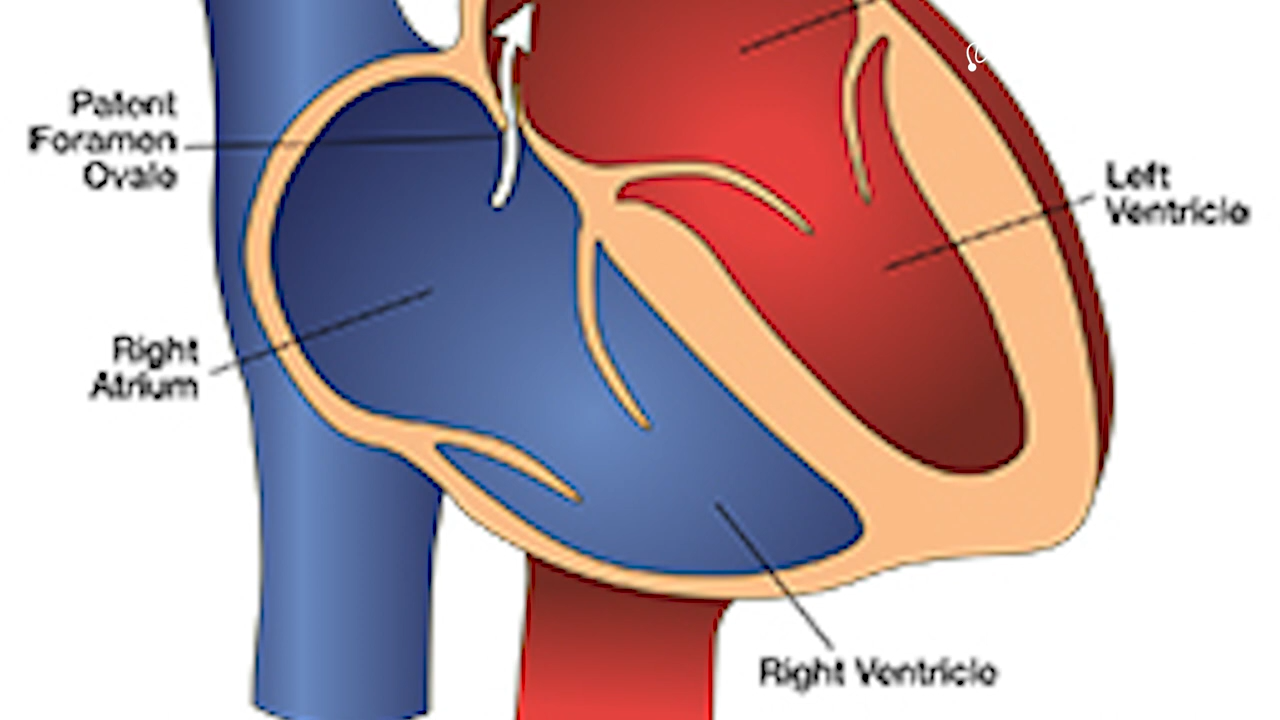 Patent
Foramen
Ovale
Left
Ventricle
Right
Atrium
Right Ventricle